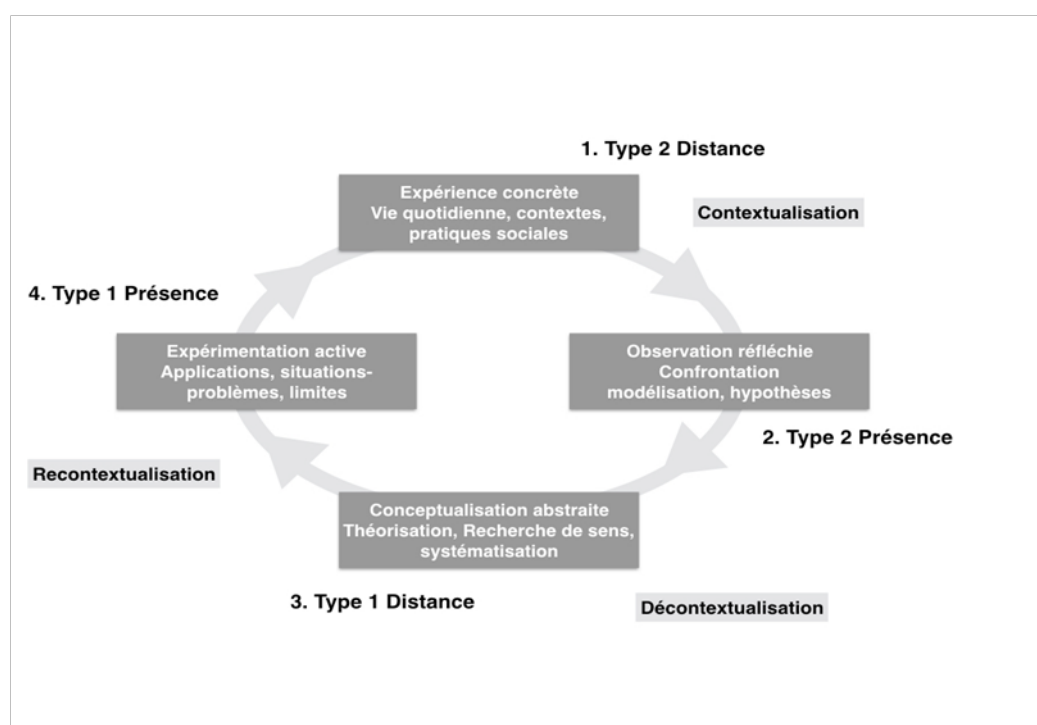 1. Type 2 Distance
Expérience concrète
Vie quotidienne, contextes,
pratiques sociales
Contextualisation
4. Type 1 Présence
Expérimentation active
Applications, situations-
problèmes, limites
Observation réfléchie
Confrontation
modélisation, hypothèses
2. Type 2 Présence
Recontextualisation
Conceptualisation abstraite
Théorisation, Recherche de sens,
systématisation
3. Type 1 Distance
Décontextualisation